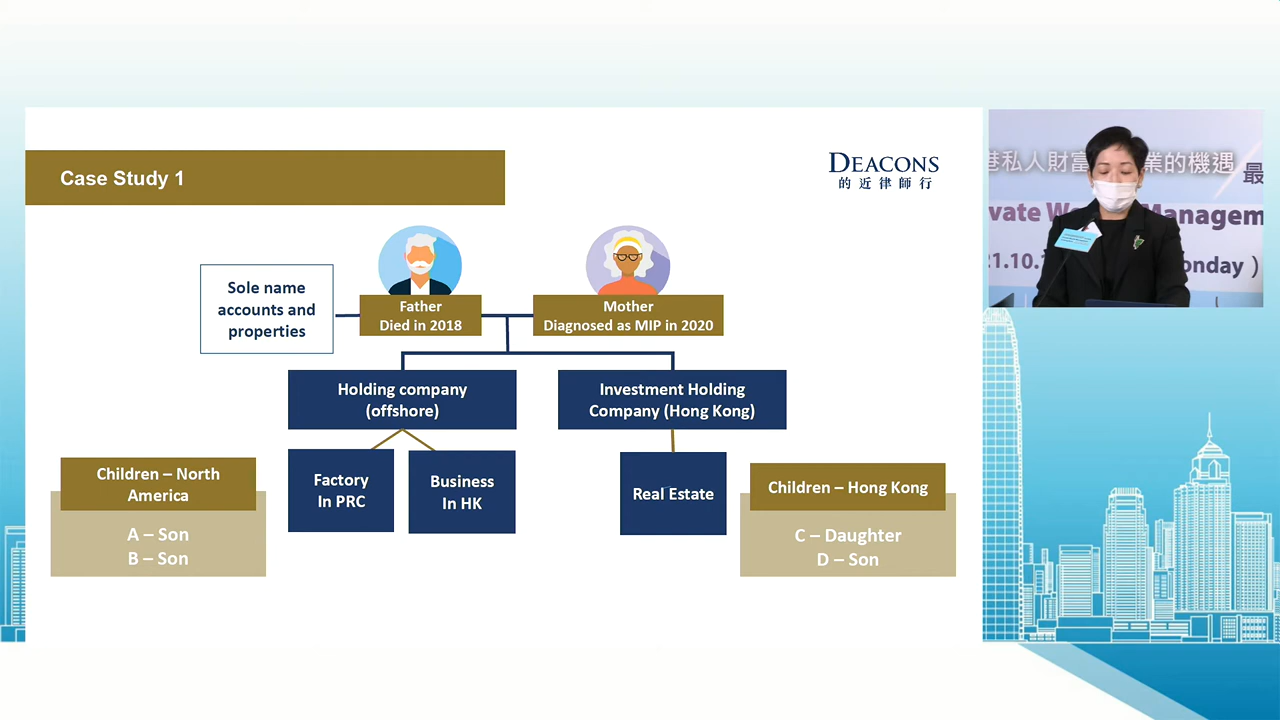 Case Study 1
DEACONS
的近律師行
Sole name
accounts and
properties
Father
Died in 2018
Mother
Diagnosed as MIP in 2020
Holding company
(offshore)
Investment Holding
Company (Hong Kong)
Factory
In PRC
Business
In HK
Real Estate
Children – North
America
A – Son
B – Son
Children – Hong Kong
C – Daughter
D – Son
港私人財富 業的機遇
最
Managem
21.10.
onday )